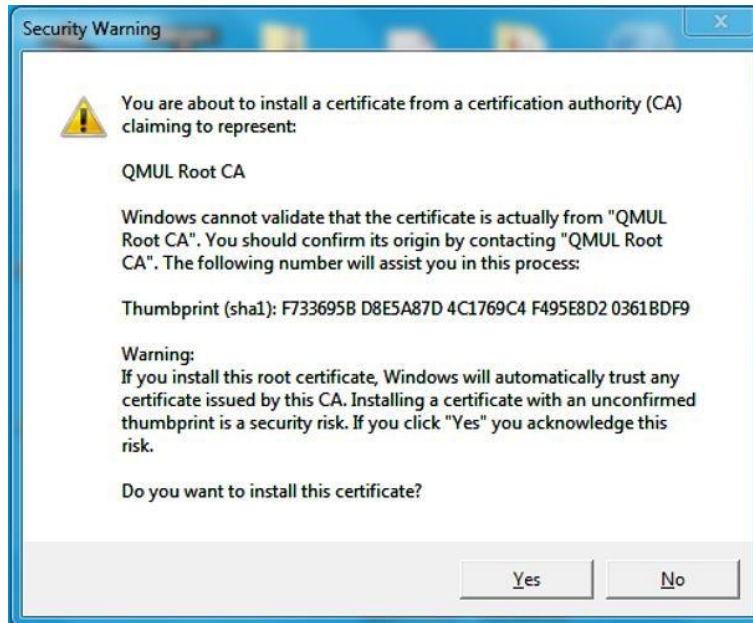 Security Warning
You are about to install a certificate from a certification authority (CA)
claiming to represent:
QMUL Root CA
Windows cannot validate that the certificate is actually from "QMUL
Root CA". You should confirm its origin by contacting "QMUL Root
CA". The following number will assist you in this process:
Thumbprint (sha1): F733695B D8E5A87D 4C1769C4 F495E8D2 0361BDF9
Warning:
If you install this root certificate, Windows will automatically trust any
certificate issued by this CA. Installing a certificate with an unconfirmed
thumbprint is a security risk. If you click "Yes" you acknowledge this
risk.
Do you want to install this certificate?
Yes
No